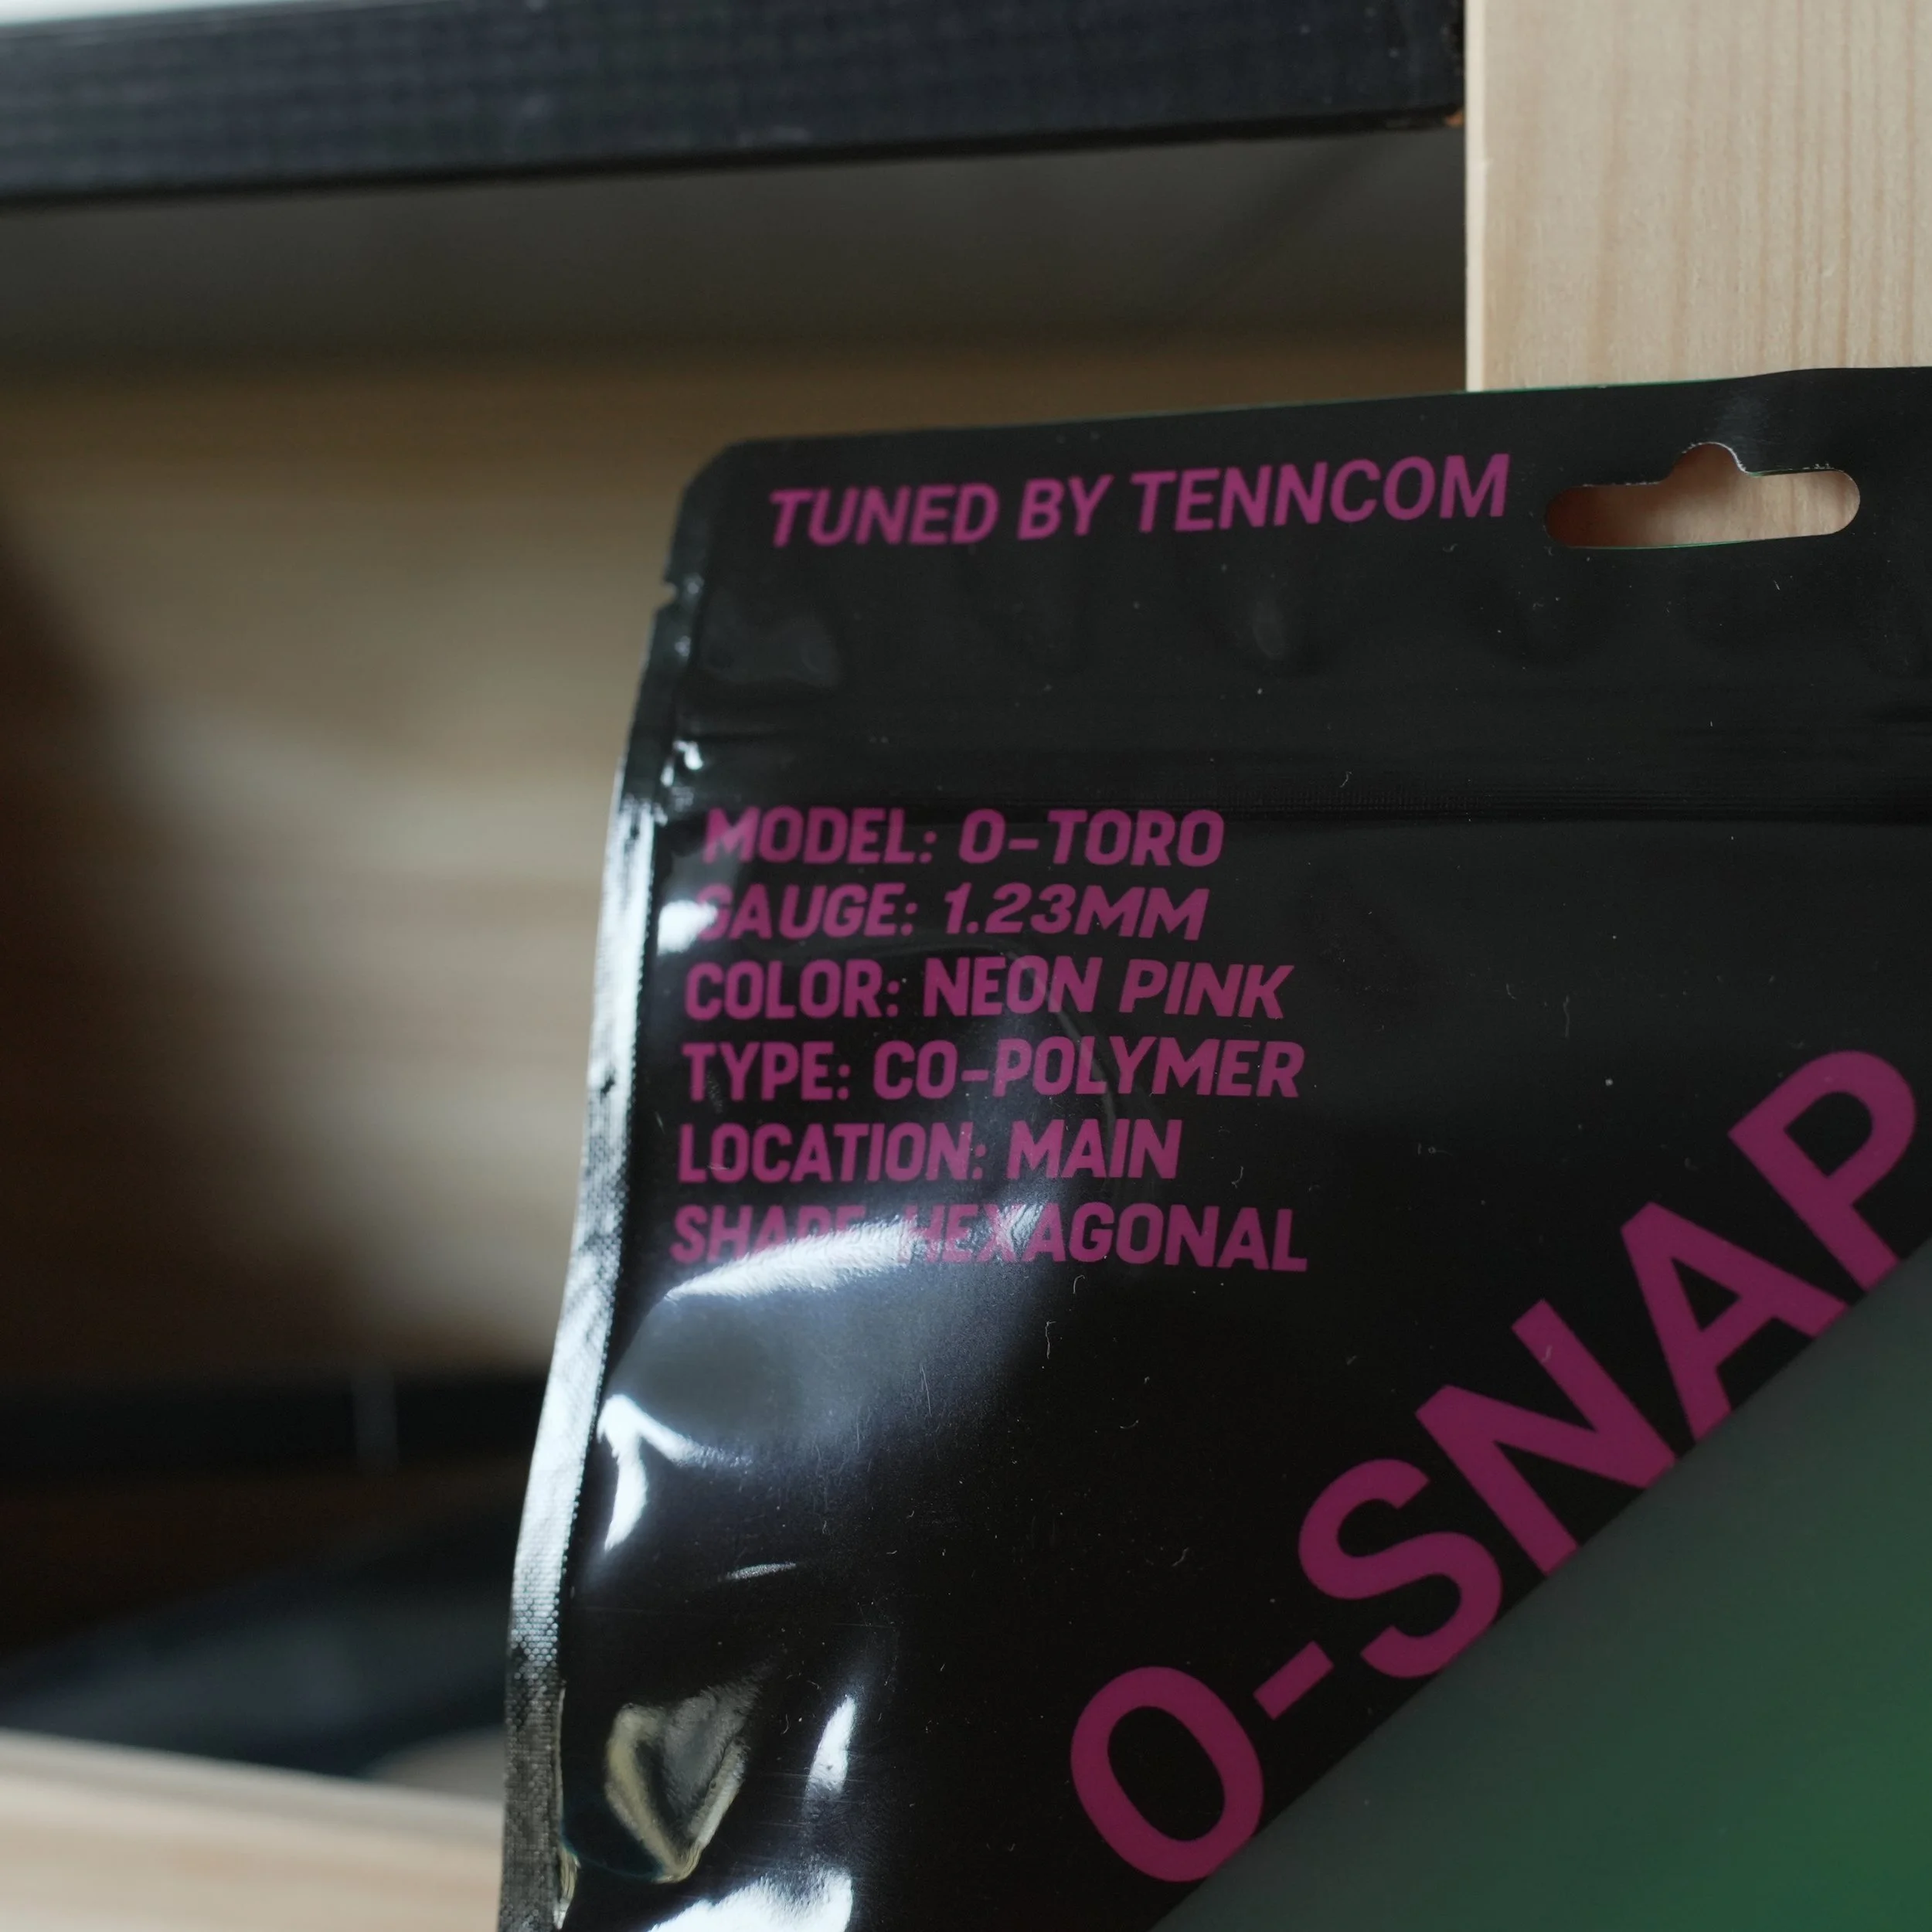 TUNED BY TENNCOM
MODEL: O-TORO
GAUGE: 1.23MM
COLOR: NEON PINK
TYPE: CO-POLYMER
LOCATION: MAIN
SHAPE: HEXAGONAL
O-SNAP